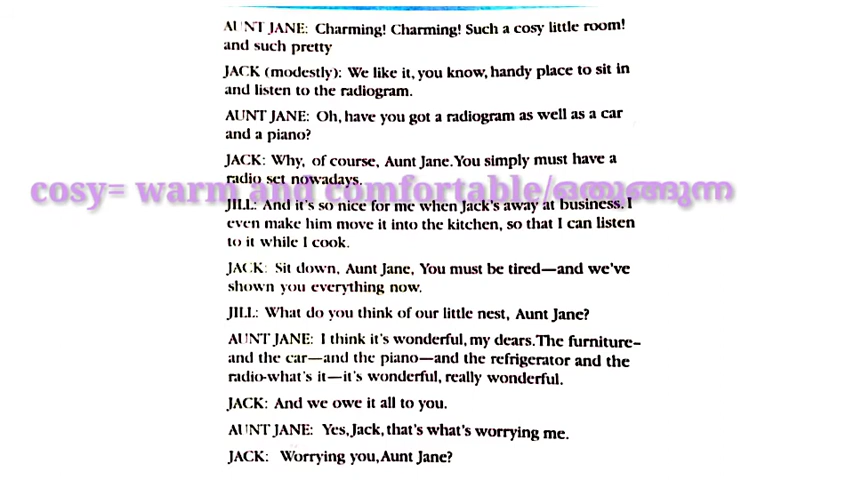 AUNT JANE: Charming! Charming! Such a cosy little room!
and such pretty
JACK (modestly): We like it, you know, handy place to sit in
and listen to the radiogram.
AUNT JANE: Oh, have you got a radiogram as well as a car
and a piano?
JACK: Why, of course, Aunt Jane. You simply must have a
radio set nowadays.
cosy= warm and comfortable/
JILL: And it's so nice for me when Jack's away at business. I
even make him move it into the kitchen, so that I can listen
to it while I cook.
JACK: Sit down, Aunt Jane, You must be tired—and we've
shown you everything now.
JILL: What do you think of our little nest, Aunt Jane?
AUNT JANE: I think it's wonderful, my dears. The furniture–
and the car—and the piano—and the refrigerator and the
radio-what's it—it's wonderful, really wonderful.
JACK: And we owe it all to you.
AUNT JANE: Yes, Jack, that's what's worrying me.
JACK: Worrying you, Aunt Jane?